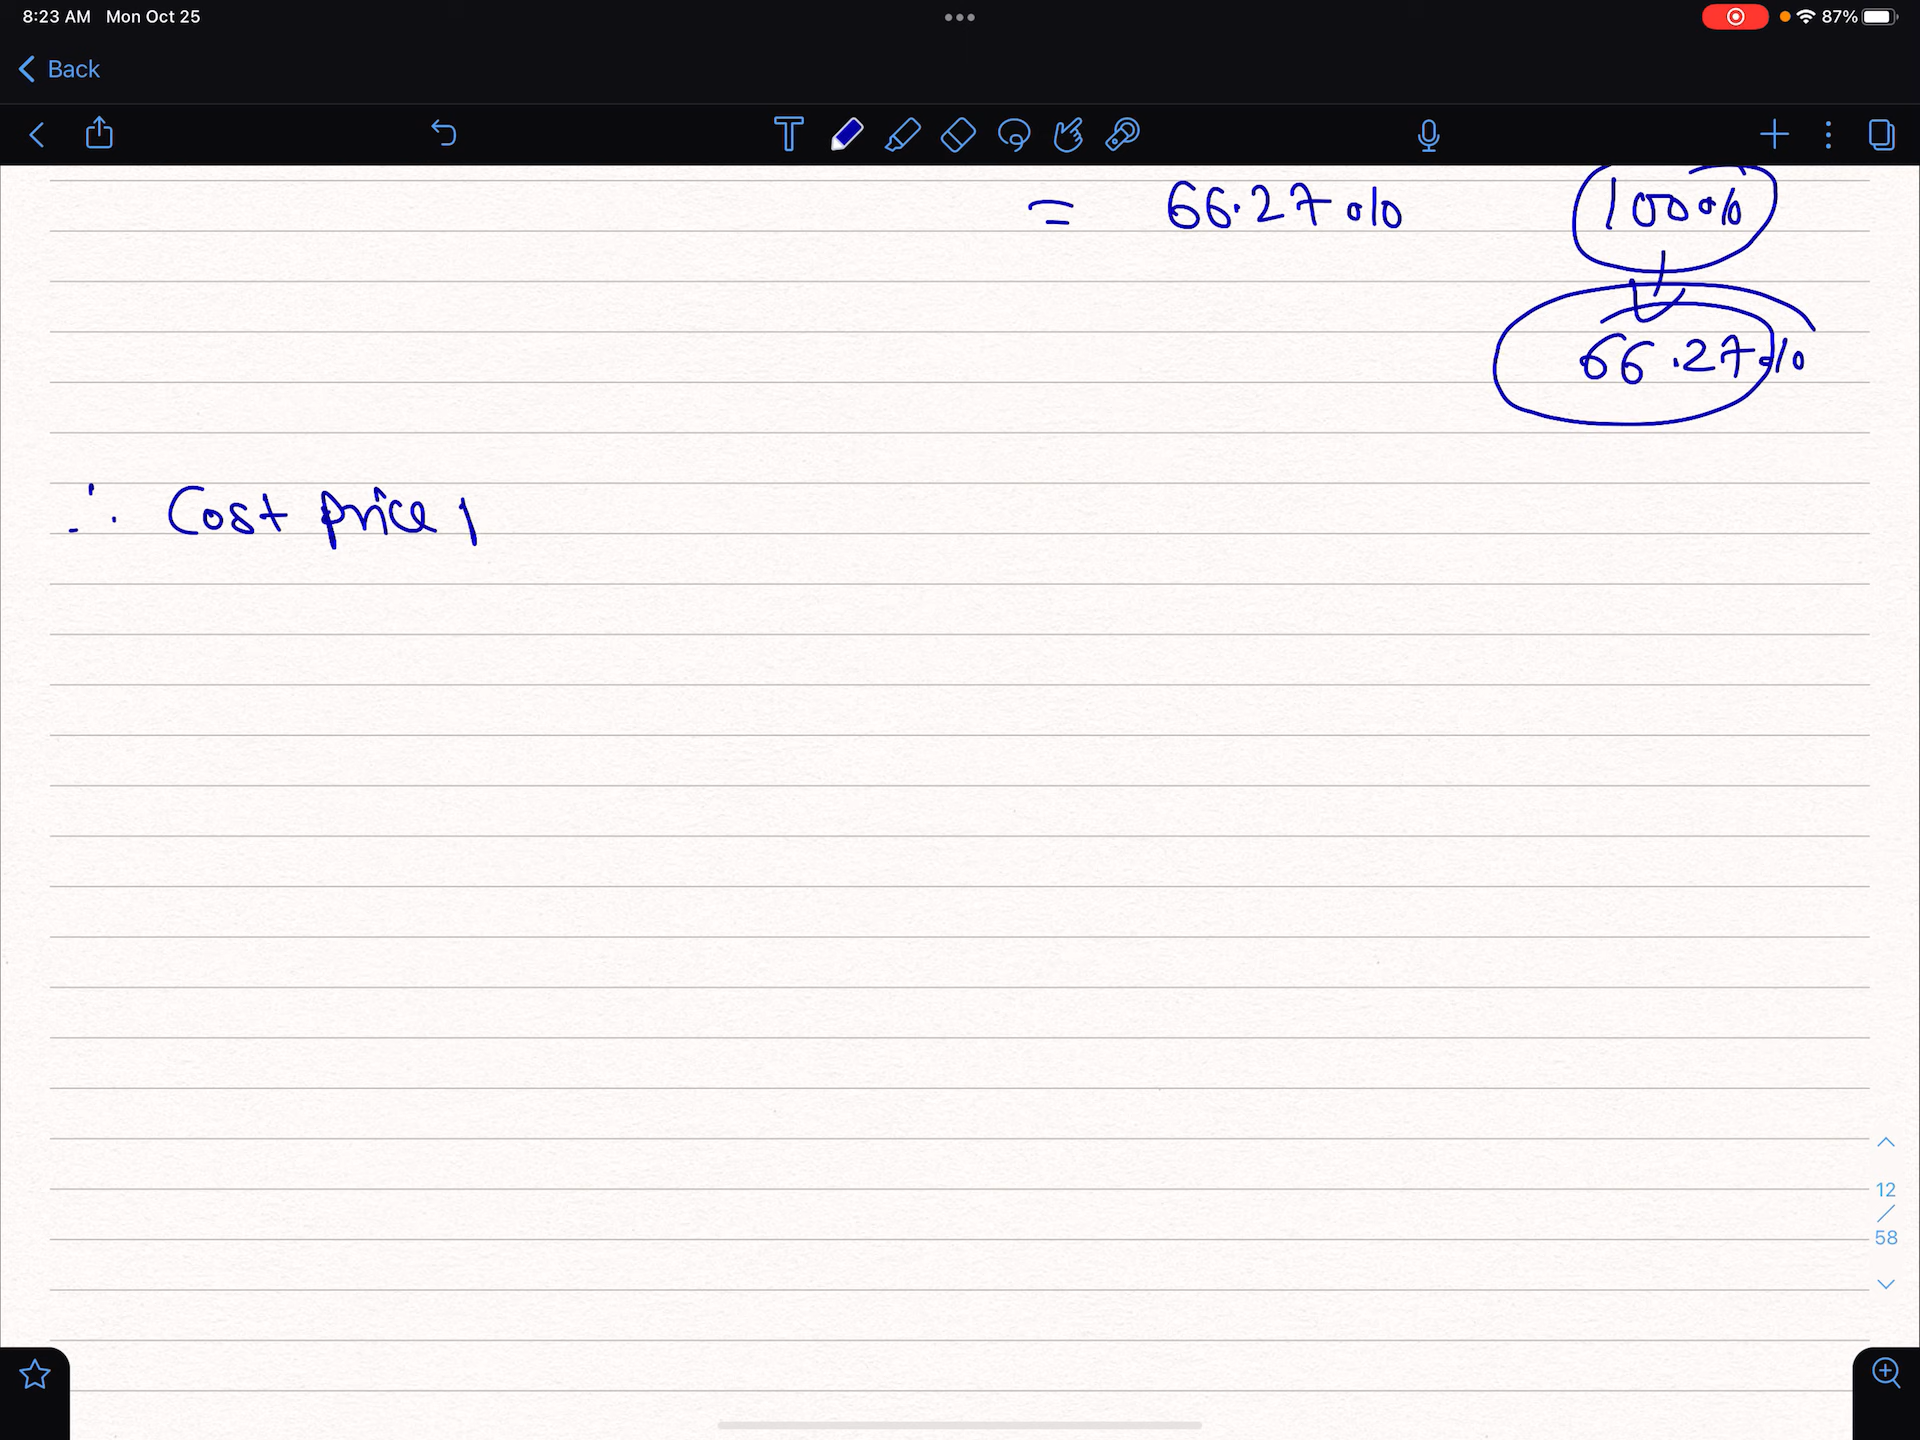 8:23 AM Mon Oct 25
87%
Back
T
= 66.27%
100%
66.27%
∴ Cost price,
12
/
58